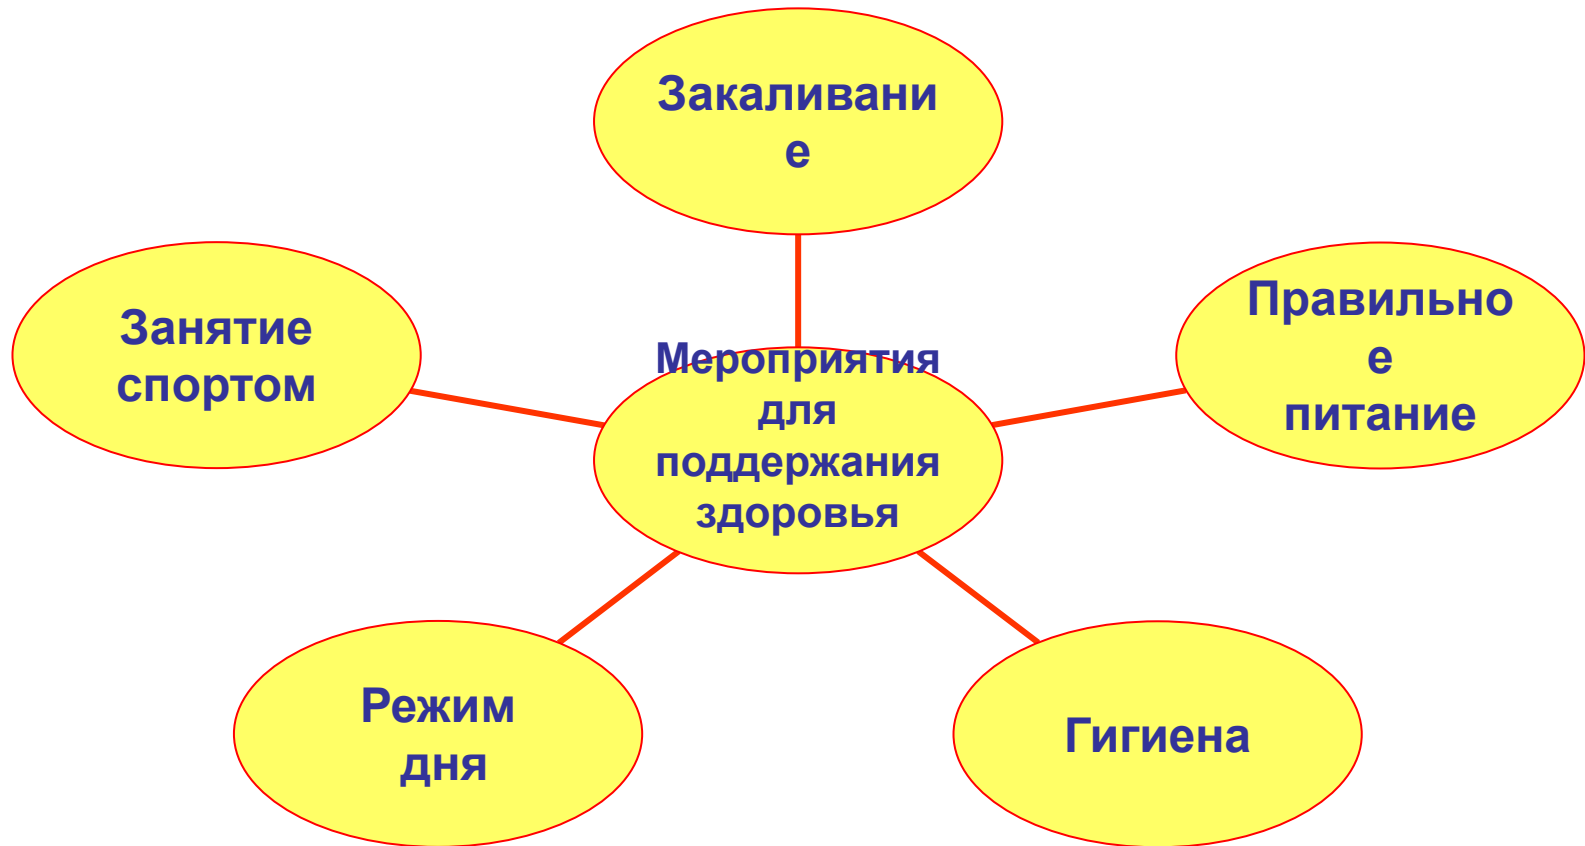 Закаливани
е
Занятие
спортом
Правильно
е
питание
Мероприятия
для
поддержания
здоровья
Режим
дня
Гигиена